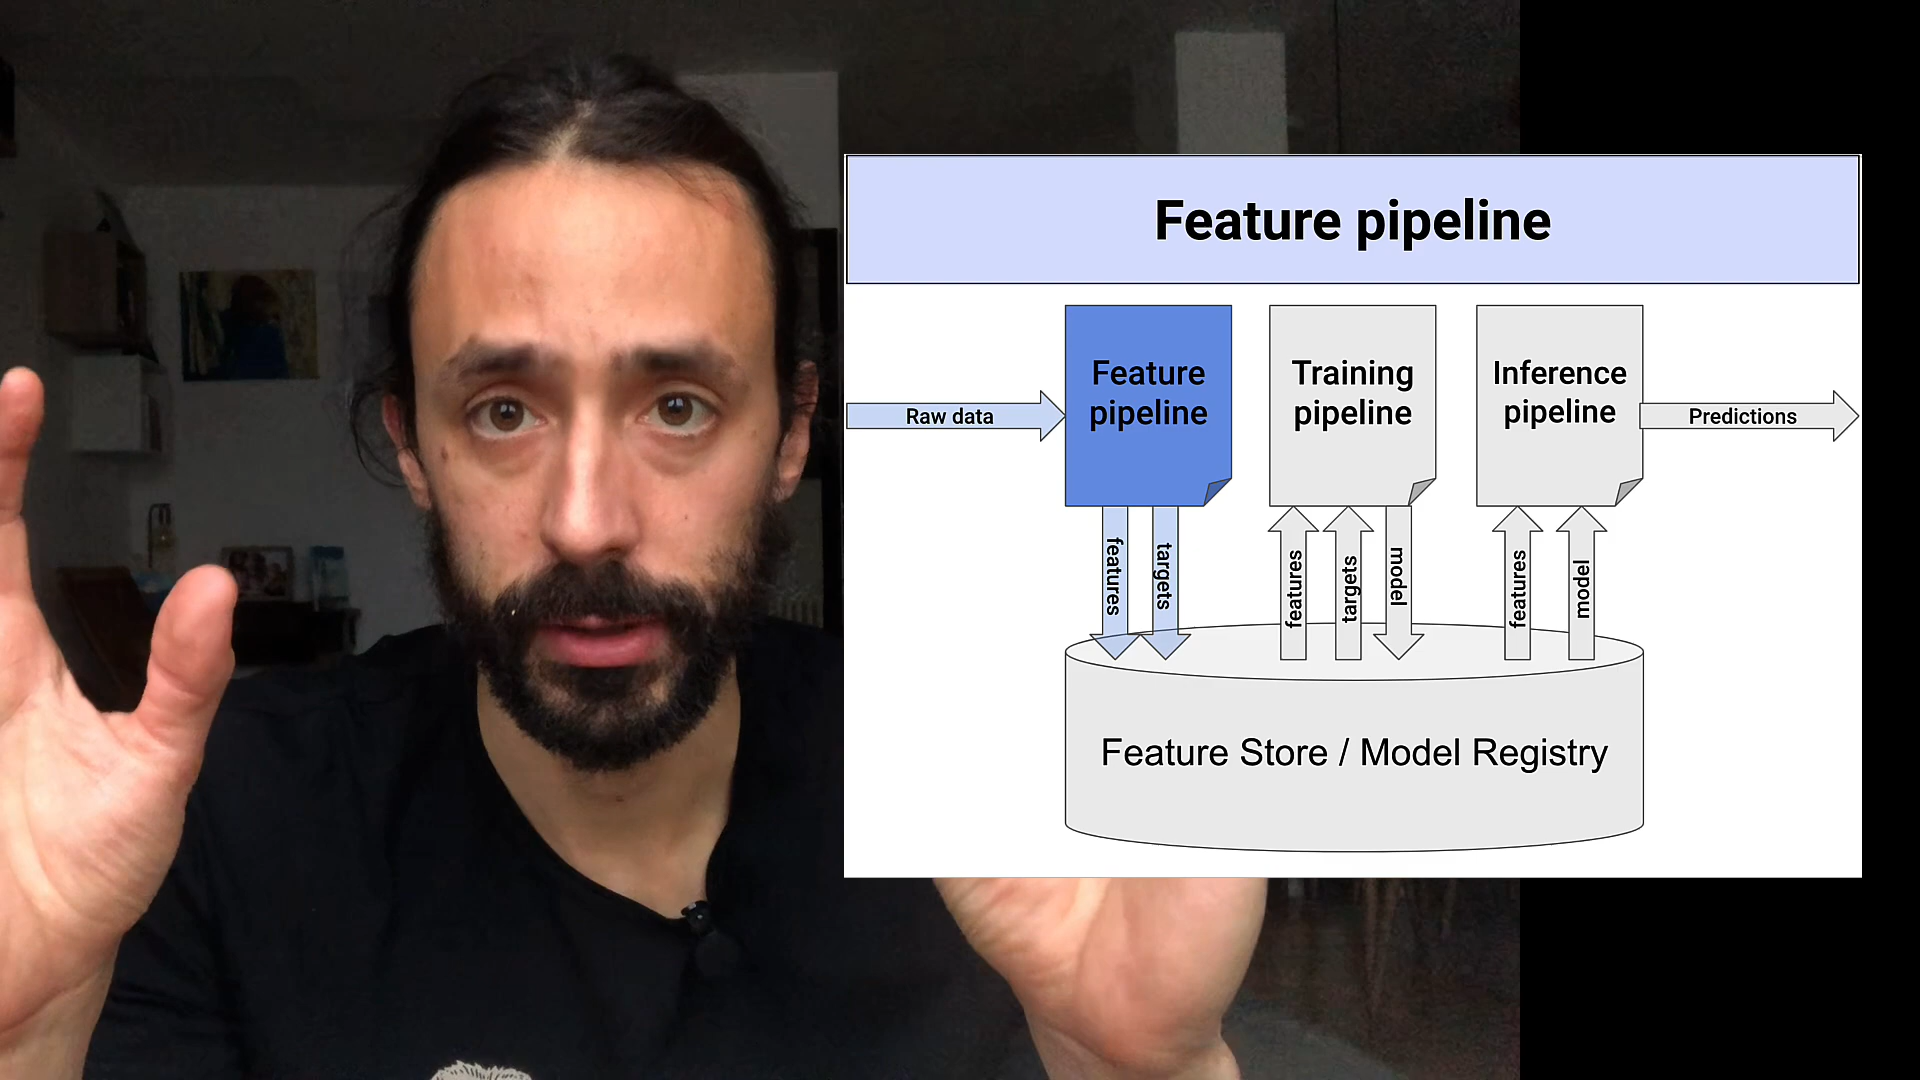 Feature pipeline
Feature
pipeline
Training
pipeline
Inference
pipeline
Raw data
Predictions
features
targets
features
targets
model
features
model
Feature Store / Model Registry